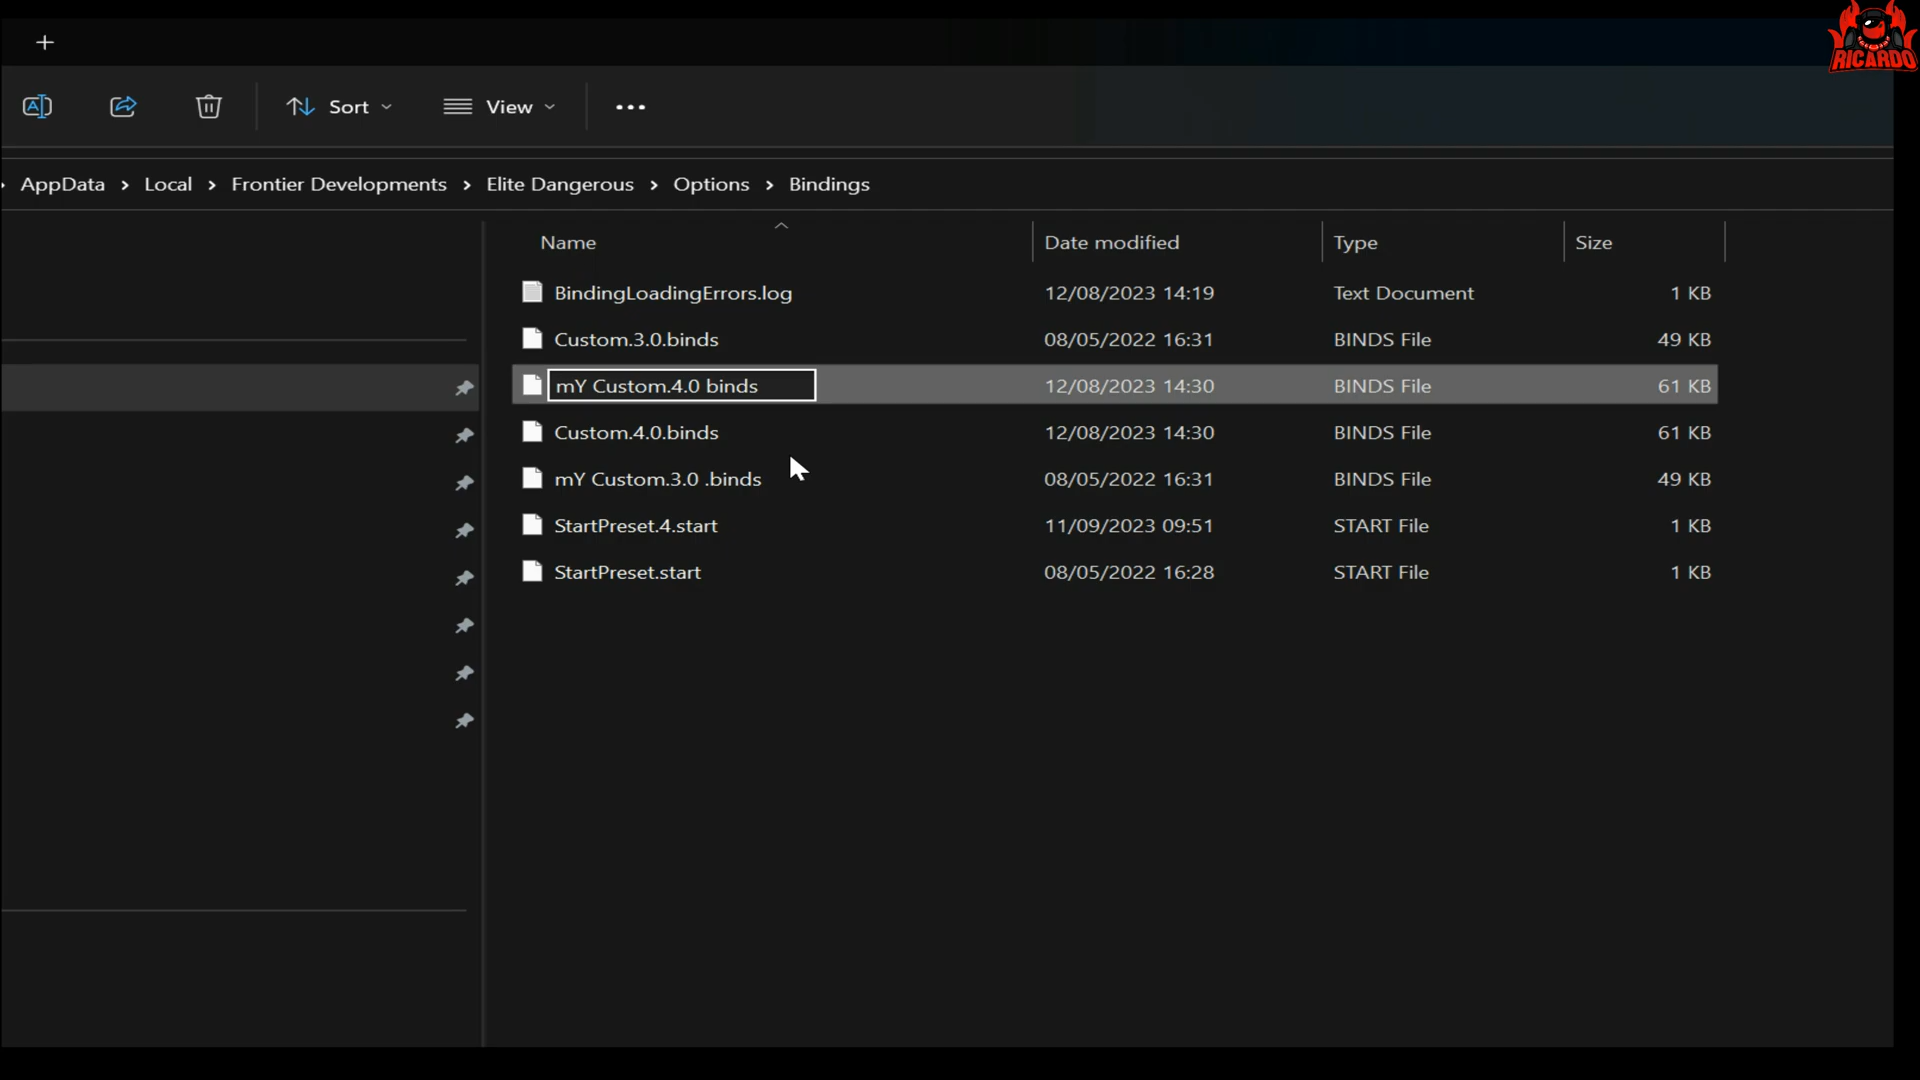 RICARDO
Sort
View
AppData > Local > Frontier Developments > Elite Dangerous > Options > Bindings
Name Date modified Type Size
BindingLoadingErrors.log 12/08/2023 14:19 Text Document 1 KB
Custom.3.0.binds 08/05/2022 16:31 BINDS File 49 KB
mY Custom.4.0 binds 12/08/2023 14:30 BINDS File 61 KB
Custom.4.0.binds 12/08/2023 14:30 BINDS File 61 KB
mY Custom.3.0 .binds 08/05/2022 16:31 BINDS File 49 KB
StartPreset.4.start 11/09/2023 09:51 START File 1 KB
StartPreset.start 08/05/2022 16:28 START File 1 KB